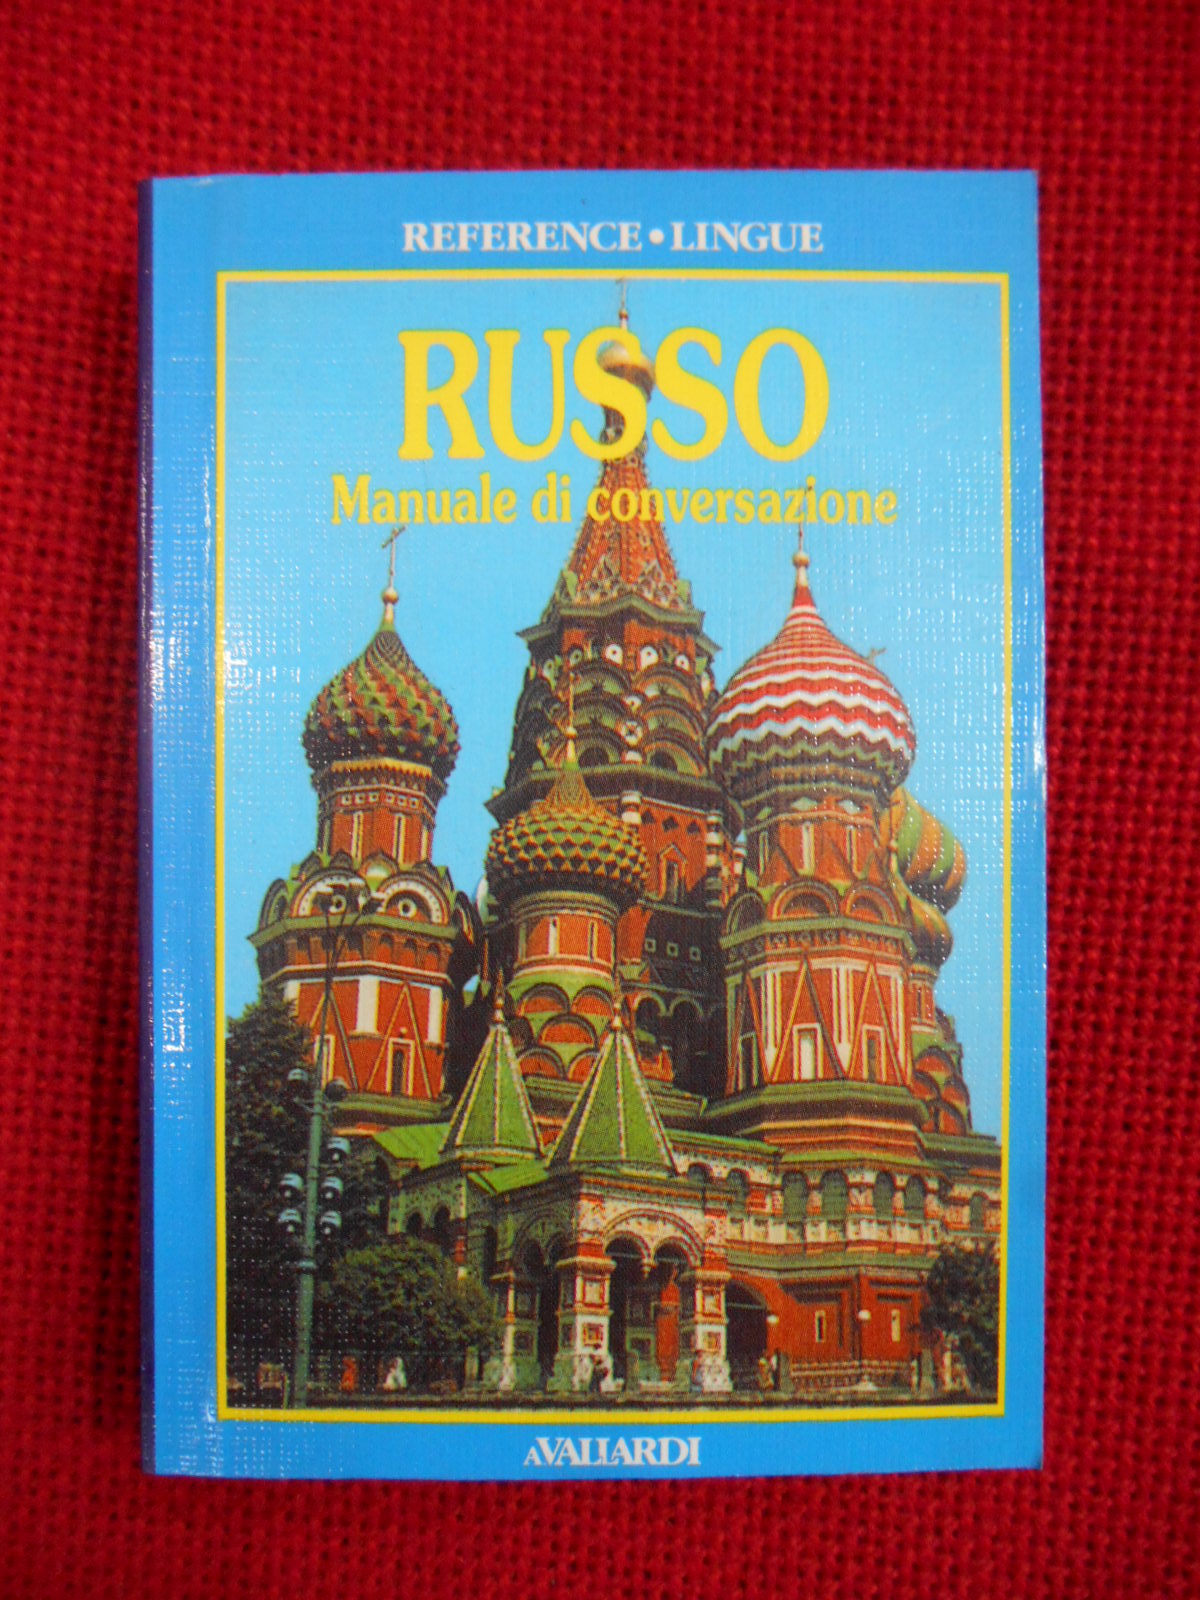 REFERENCE • LINGUE
RUSSO
Manuale di conversazione
AVALLARDI